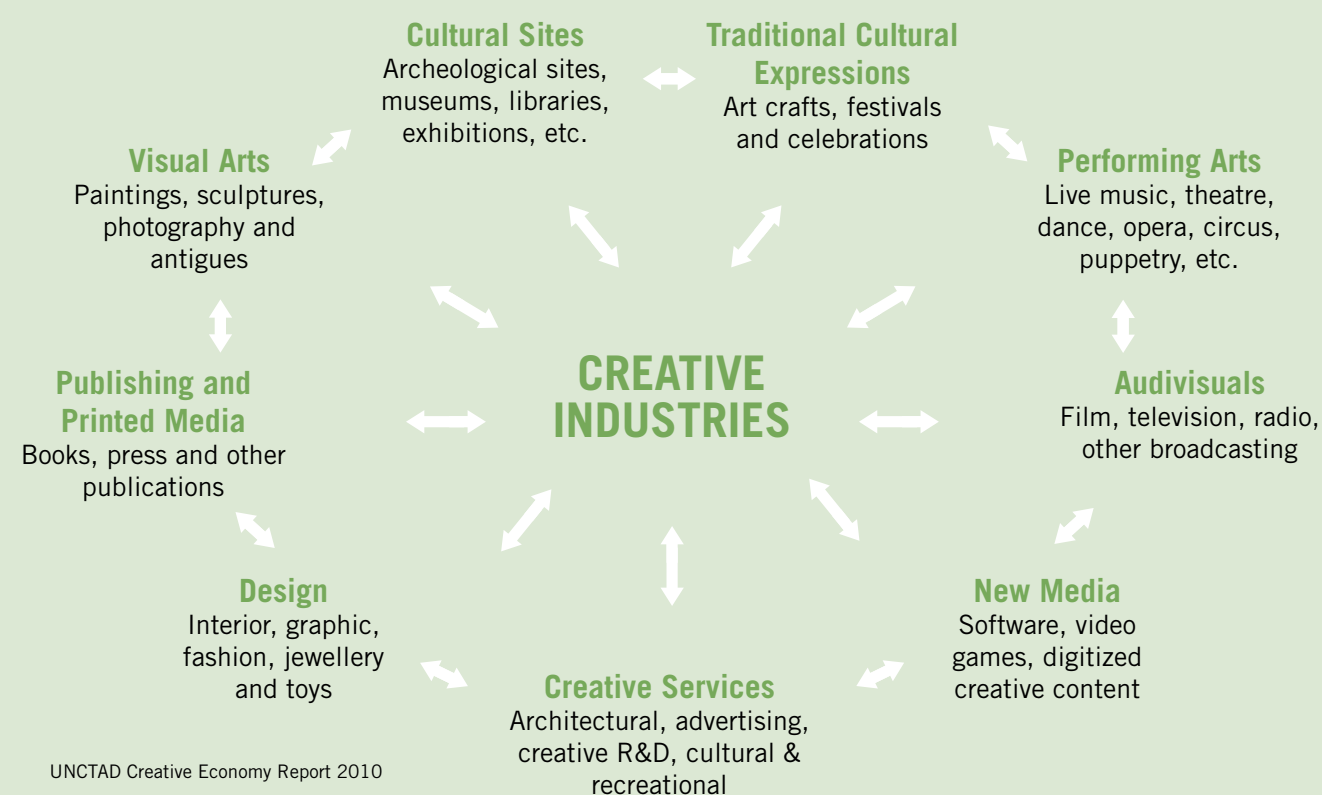 Cultural Sites
Archeological sites,
museums, libraries,
exhibitions, etc.
Traditional Cultural
Expressions
Art crafts, festivals
and celebrations
Visual Arts
Paintings, sculptures,
photography and
antigues
Performing Arts
Live music, theatre,
dance, opera, circus,
puppetry, etc.
CREATIVE
INDUSTRIES
Publishing and
Printed Media
Books, press and other
publications
Audivisuals
Film, television, radio,
other broadcasting
Design
Interior, graphic,
fashion, jewellery
and toys
Creative Services
Architectural, advertising,
creative R&D, cultural &
recreational
New Media
Software, video
games, digitized
creative content
UNCTAD Creative Economy Report 2010